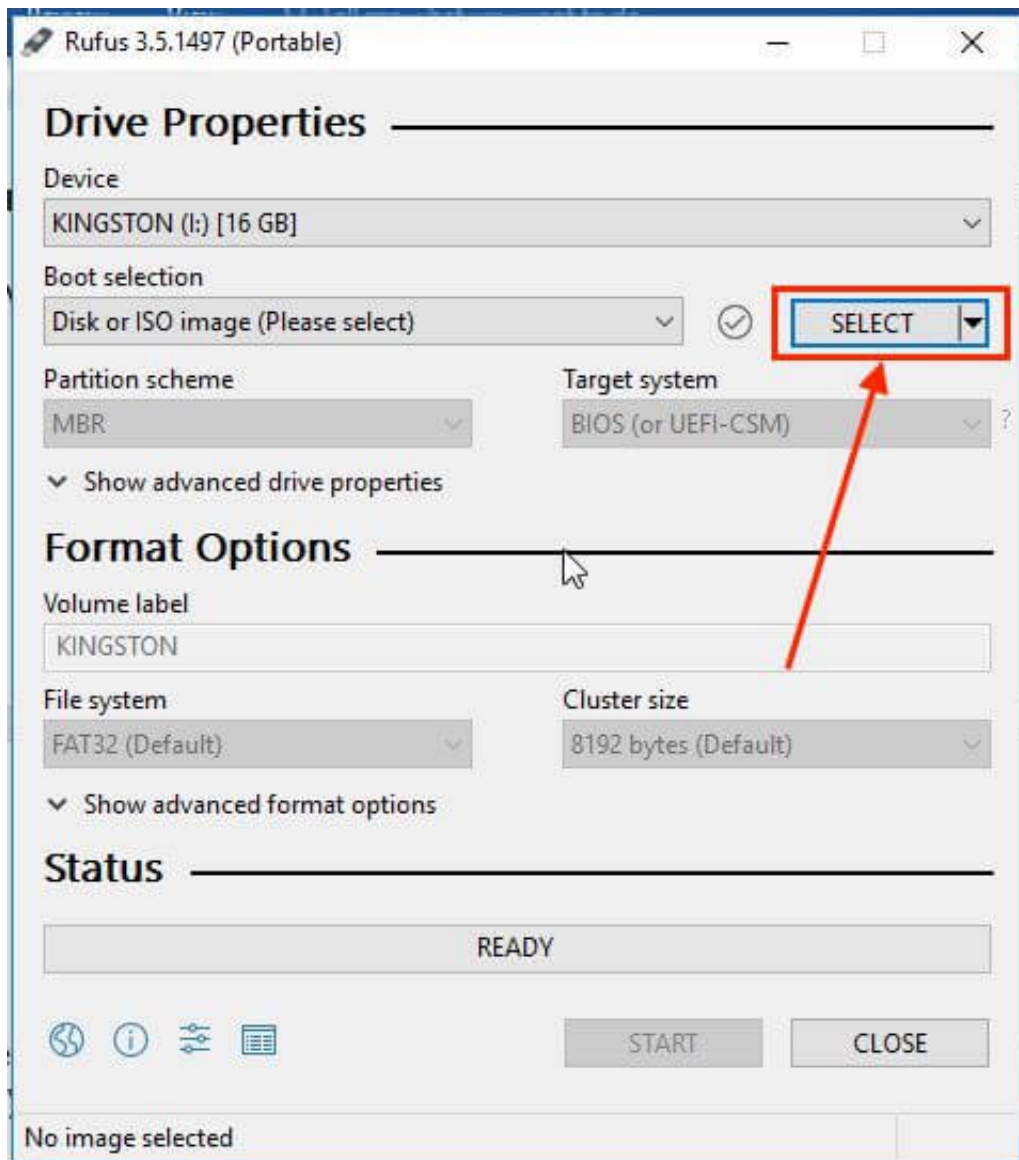 Rufus 3.5.1497 (Portable)
Drive Properties
Device
KINGSTON (I:) [16 GB]
Boot selection
Disk or ISO image (Please select)
SELECT
Partition scheme
Target system
MBR
BIOS (or UEFI-CSM)
?
Show advanced drive properties
Format Options
Volume label
KINGSTON
File system
Cluster size
FAT32 (Default)
8192 bytes (Default)
Show advanced format options
Status
READY
START
CLOSE
No image selected